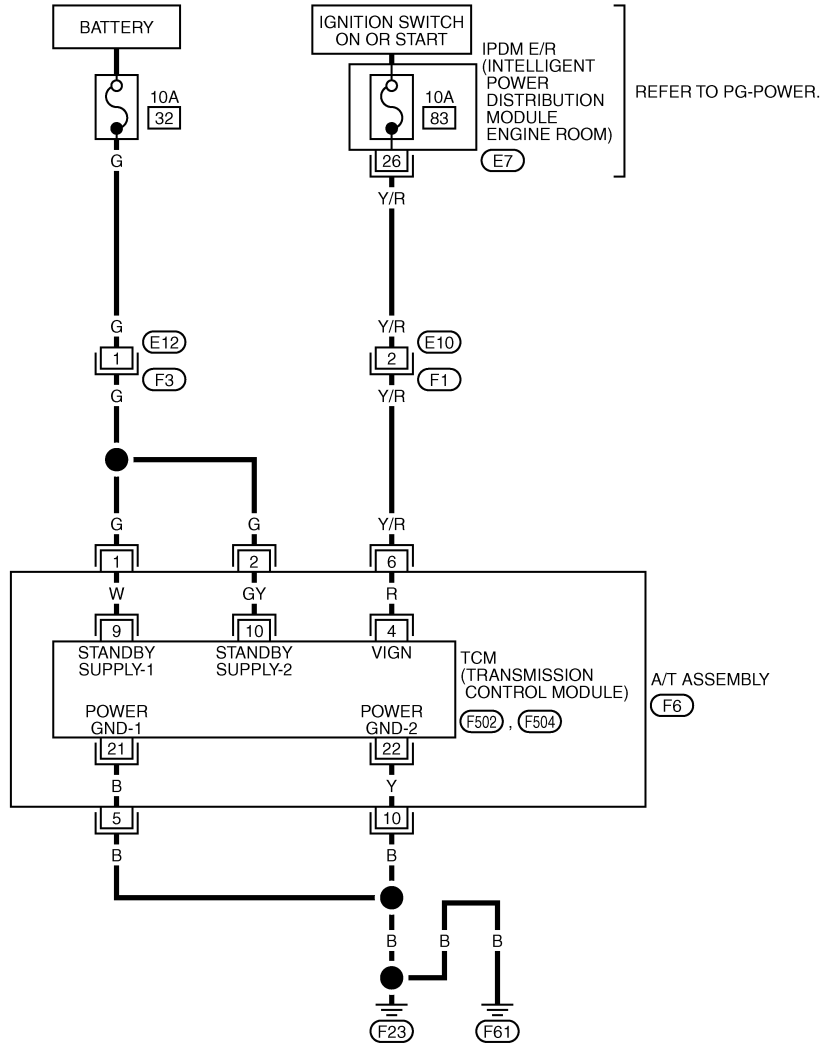 BATTERY
IGNITION SWITCH
ON OR START
IPDM E/R
(INTELLIGENT
POWER
DISTRIBUTION
MODULE
ENGINE ROOM)
REFER TO PG-POWER.
10A
32
10A
83
26
E7
G
Y/R
G
Y/R
E12
E10
1
2
F3
F1
G
Y/R
G
G
Y/R
1
2
6
W
GY
R
9
10
4
STANDBY
SUPPLY-1
STANDBY
SUPPLY-2
VIGN
TCM
(TRANSMISSION
CONTROL MODULE)
A/T ASSEMBLY
F6
POWER
GND-1
POWER
GND-2
F502 , F504
21
22
B
Y
5
10
B
B
B
B
B
F23
F61